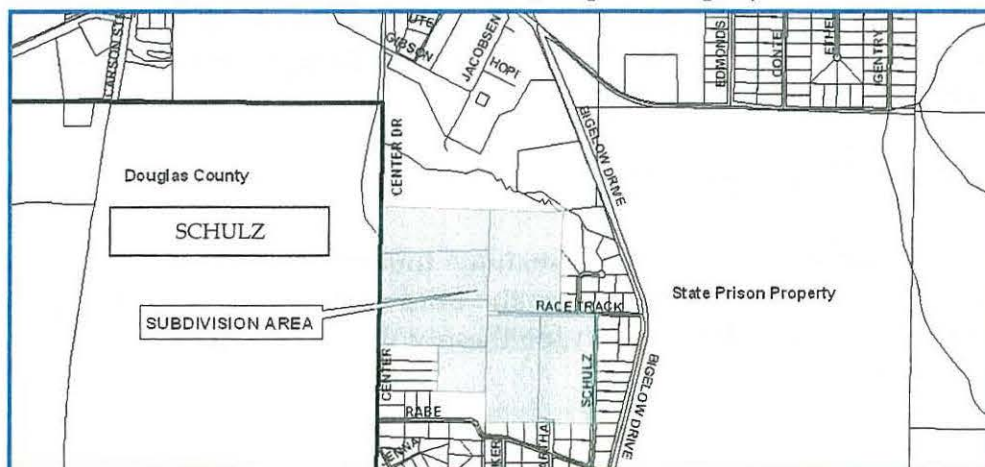 CARSON ST
UTE
GIBSON
JACOBSEN
HOPI
EDMONDS
CONTE
ETHEL
GENTRY
BIGELOW DRIVE
CENTER DR
Douglas County
SCHULZ
State Prison Property
RACE TRACK
SUBDIVISION AREA
CENTER
SCHULZ
BIGELOW DRIVE
RABE